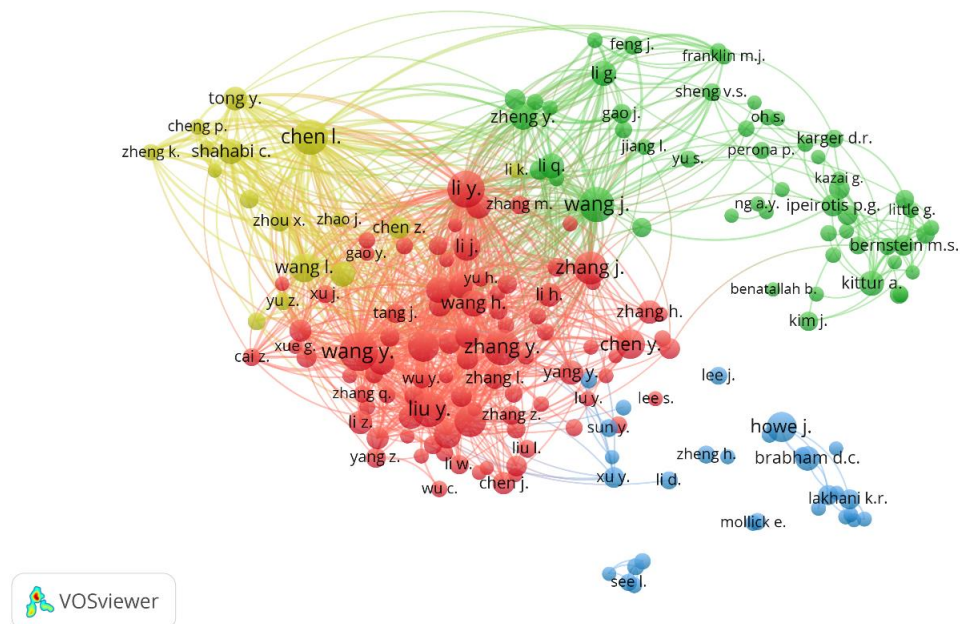 feng j.
franklin m.j.
li g.
tong y.
sheng v.s.
cheng p.
chen l.
zheng y.
gao j.
oh s.
karger d.r.
zheng k.
shahabi c.
jiang l.
yu s.
perona p.
li k.
li q.
kazai g.
li y.
zhang m.
wang j.
ng a.y.
ipeirotis p.g.
little g.
zhou x.
zhao j.
chen z.
li j.
bernstein m.s.
gao y.
wang l.
yu h.
zhang j.
kittur a.
yu z.
xu j.
wang h.
li h.
benatallah b.
tang j.
zhang h.
kim j.
xue g.
cai z.
wang y.
zhang y.
chen y.
wu y.
zhang l.
yang y.
lee j.
zhang q.
lu y.
lee s.
liu y.
zhang z.
li z.
sun y.
howe j.
liu l.
yang z.
li w.
zheng h.
brabham d.c.
wu c.
chen j.
xu y.
li d.
lakhani k.r.
mollick e.
see l.
VOSviewer